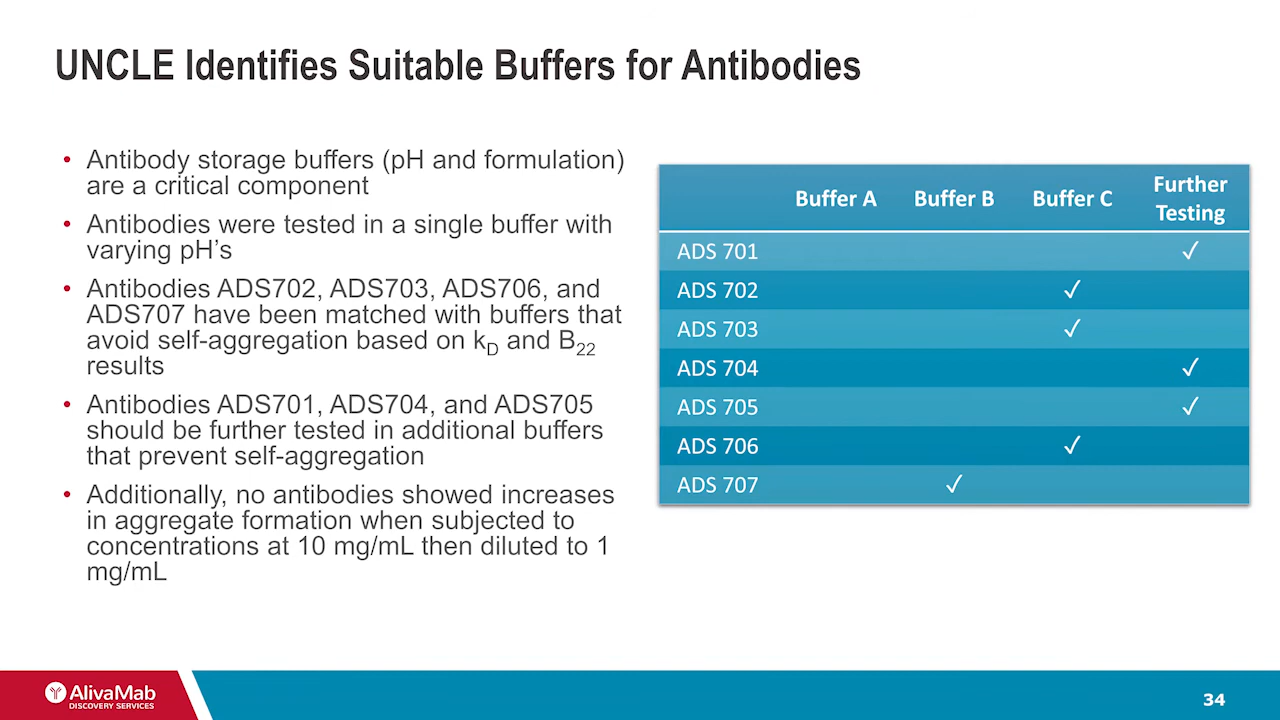 UNCLE Identifies Suitable Buffers for Antibodies
• Antibody storage buffers (pH and formulation)
are a critical component
• Antibodies were tested in a single buffer with
varying pH’s
• Antibodies ADS702, ADS703, ADS706, and
ADS707 have been matched with buffers that
avoid self-aggregation based on kD and B22
results
• Antibodies ADS701, ADS704, and ADS705
should be further tested in additional buffers
that prevent self-aggregation
• Additionally, no antibodies showed increases
in aggregate formation when subjected to
concentrations at 10 mg/mL then diluted to 1
mg/mL
Buffer A Buffer B Buffer C Further
Testing
ADS 701 ✓
ADS 702 ✓
ADS 703 ✓
ADS 704 ✓
ADS 705 ✓
ADS 706 ✓
ADS 707 ✓
AlivaMab
DISCOVERY SERVICES
34